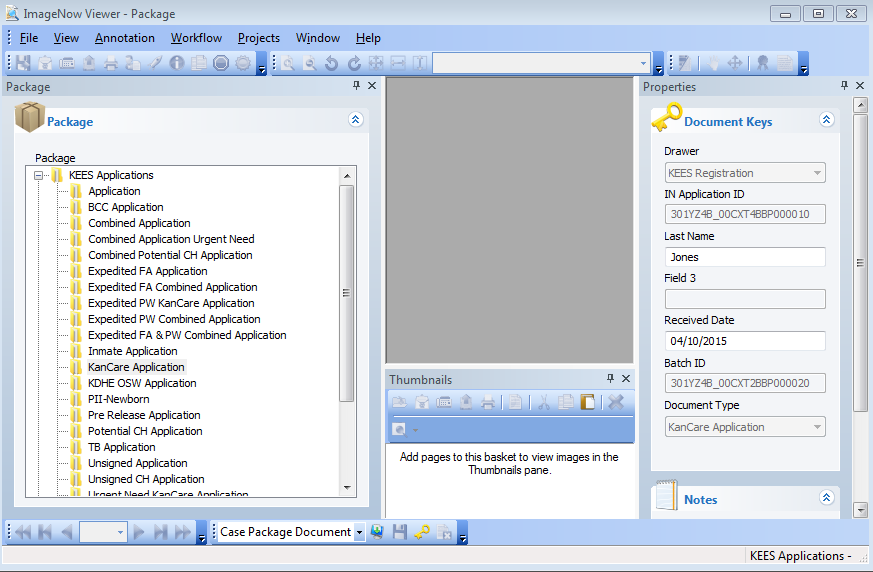 ImageNow Viewer - Package
File View Annotation Workflow Projects Window Help
Package
Package
Package
KEES Applications
Application
BCC Application
Combined Application
Combined Application Urgent Need
Combined Potential CH Application
Expedited FA Application
Expedited FA Combined Application
Expedited PW KanCare Application
Expedited PW Combined Application
Expedited FA & PW Combined Application
Inmate Application
KanCare Application
KDHE OSW Application
PII-Newborn
Pre Release Application
Potential CH Application
TB Application
Unsigned Application
Unsigned CH Application
Urgent Need KanCare Application
Thumbnails
Add pages to this basket to view images in the
Thumbnails pane.
Properties
Document Keys
Drawer
KEES Registration
IN Application ID
301YZ4B_00CXT4BBP000010
Last Name
Jones
Field 3
Received Date
04/10/2015
Batch ID
301YZ4B_00CXT2BBP000020
Document Type
KanCare Application
Notes
Case Package Document
KEES Applications -